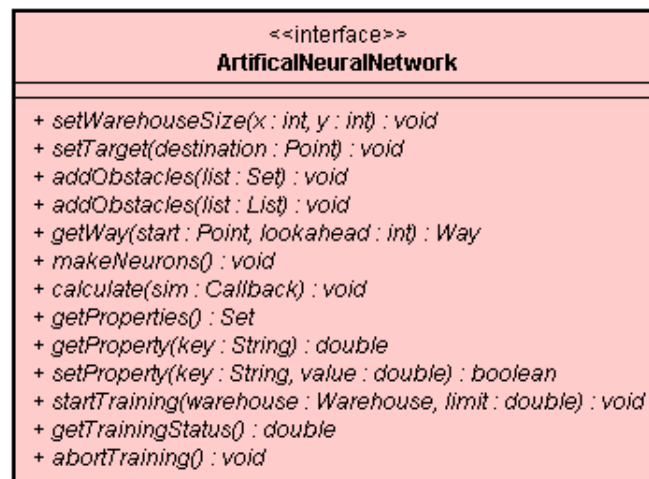 <<interface>>
ArtificalNeuralNetwork
+ setWarehouseSize(x : int, y : int) : void
+ setTarget(destination : Point) : void
+ addObstacles(list : Set) : void
+ addObstacles(list : List) : void
+ getWay(start : Point, lookahead : int) : Way
+ makeNeurons() : void
+ calculate(sim : Callback) : void
+ getProperties() : Set
+ getProperty(key : String) : double
+ setProperty(key : String, value : double) : boolean
+ startTraining(warehouse : Warehouse, limit : double) : void
+ getTrainingStatus() : double
+ abortTraining() : void